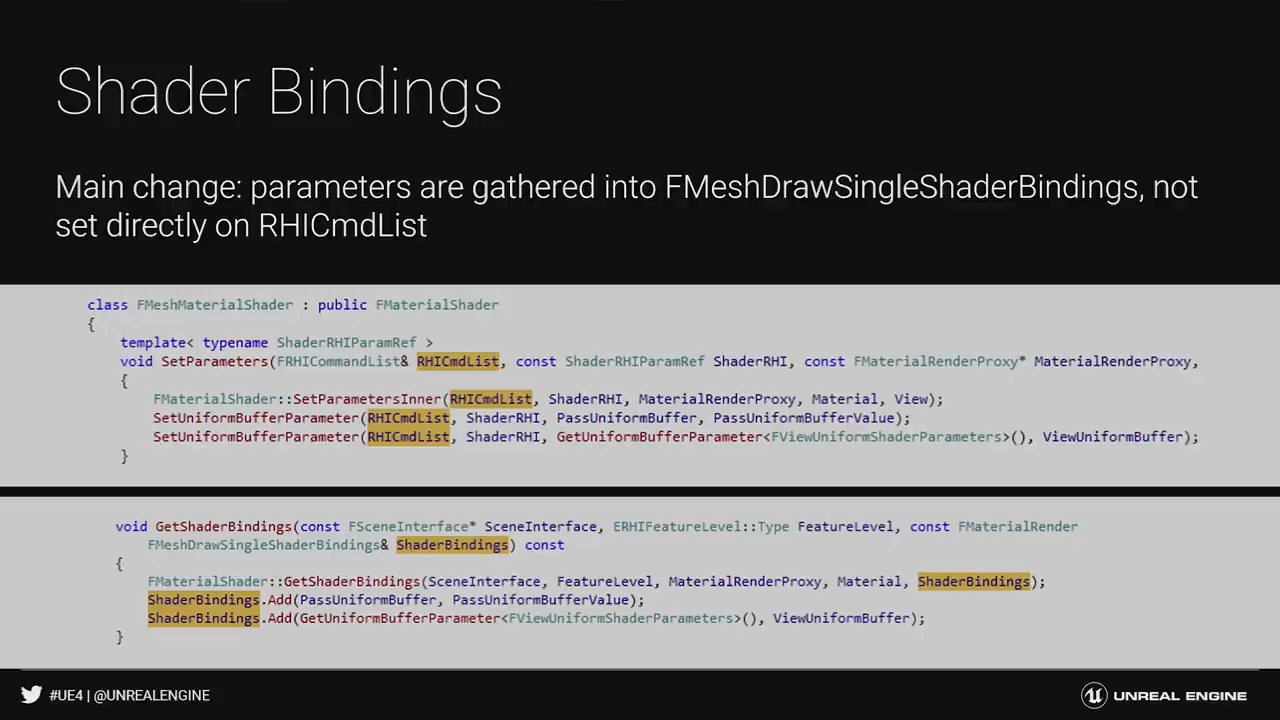 Shader Bindings
Main change: parameters are gathered into FMeshDrawSingleShaderBindings, not
set directly on RHICmdList
class FMeshMaterialShader : public FMaterialShader
{
template< typename ShaderRHIParamRef >
void SetParameters(FRHICommandList& RHICmdList, const ShaderRHIParamRef ShaderRHI, const FMaterialRenderProxy* MaterialRenderProxy,
{
FMaterialShader::SetParametersInner(RHICmdList, ShaderRHI, MaterialRenderProxy, Material, View);
SetUniformBufferParameter(RHICmdList, ShaderRHI, PassUniformBuffer, PassUniformBufferValue);
SetUniformBufferParameter(RHICmdList, ShaderRHI, GetUniformBufferParameter<FViewUniformShaderParameters>(), ViewUniformBuffer);
}
void GetShaderBindings(const FSceneInterface* SceneInterface, ERHIFeatureLevel::Type FeatureLevel, const FMaterialRender
FMeshDrawSingleShaderBindings& ShaderBindings) const
{
FMaterialShader::GetShaderBindings(SceneInterface, FeatureLevel, MaterialRenderProxy, Material, ShaderBindings);
ShaderBindings.Add(PassUniformBuffer, PassUniformBufferValue);
ShaderBindings.Add(GetUniformBufferParameter<FViewUniformShaderParameters>(), ViewUniformBuffer);
}
#UE4 | @UNREALENGINE
UNREAL ENGINE